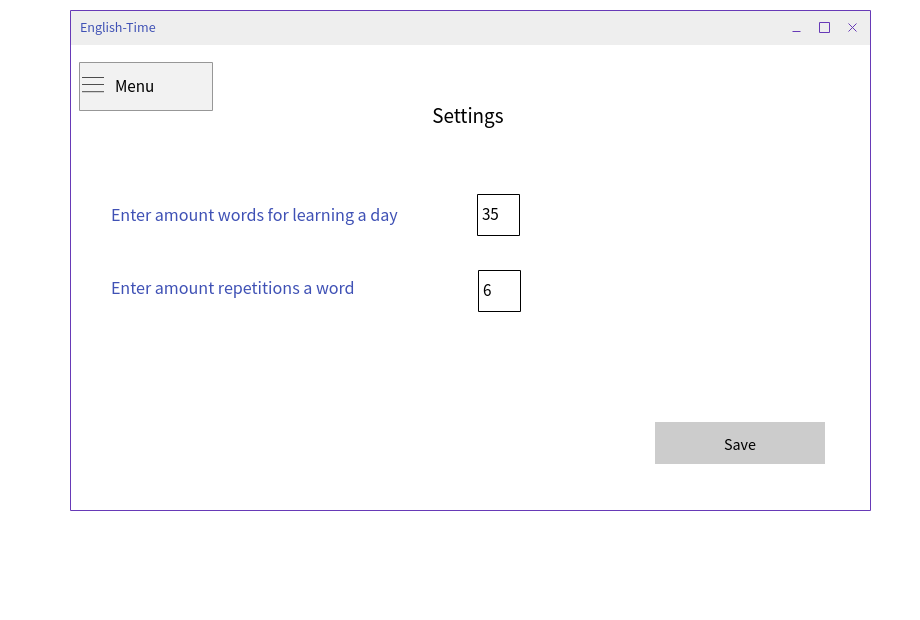 English-Time
Menu
Settings
Enter amount words for learning a day
35
Enter amount repetitions a word
6
Save